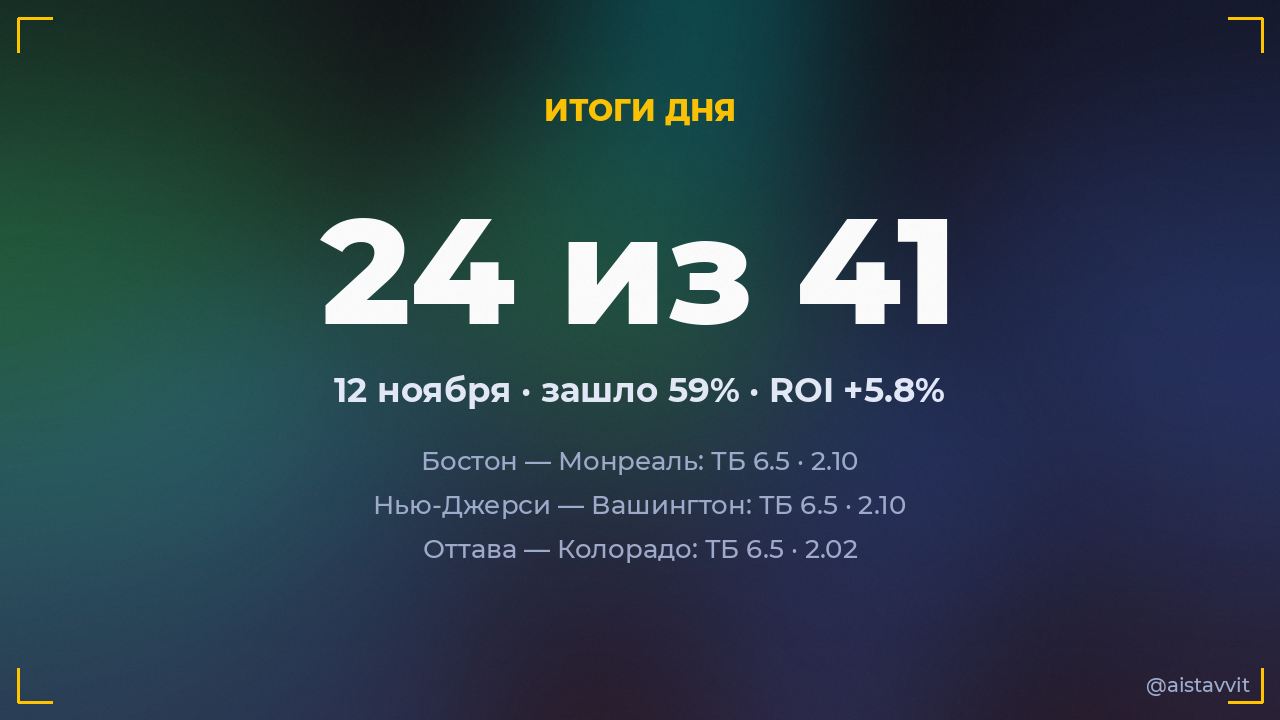 ИТОГИ ДНЯ
24 из 41
12 ноября · зашло 59% · ROI +5.8%
Бостон — Монреаль: ТБ 6.5 · 2.10
Нью-Джерси — Вашингтон: ТБ 6.5 · 2.10
Оттава — Колорадо: ТБ 6.5 · 2.02
@aistavvit